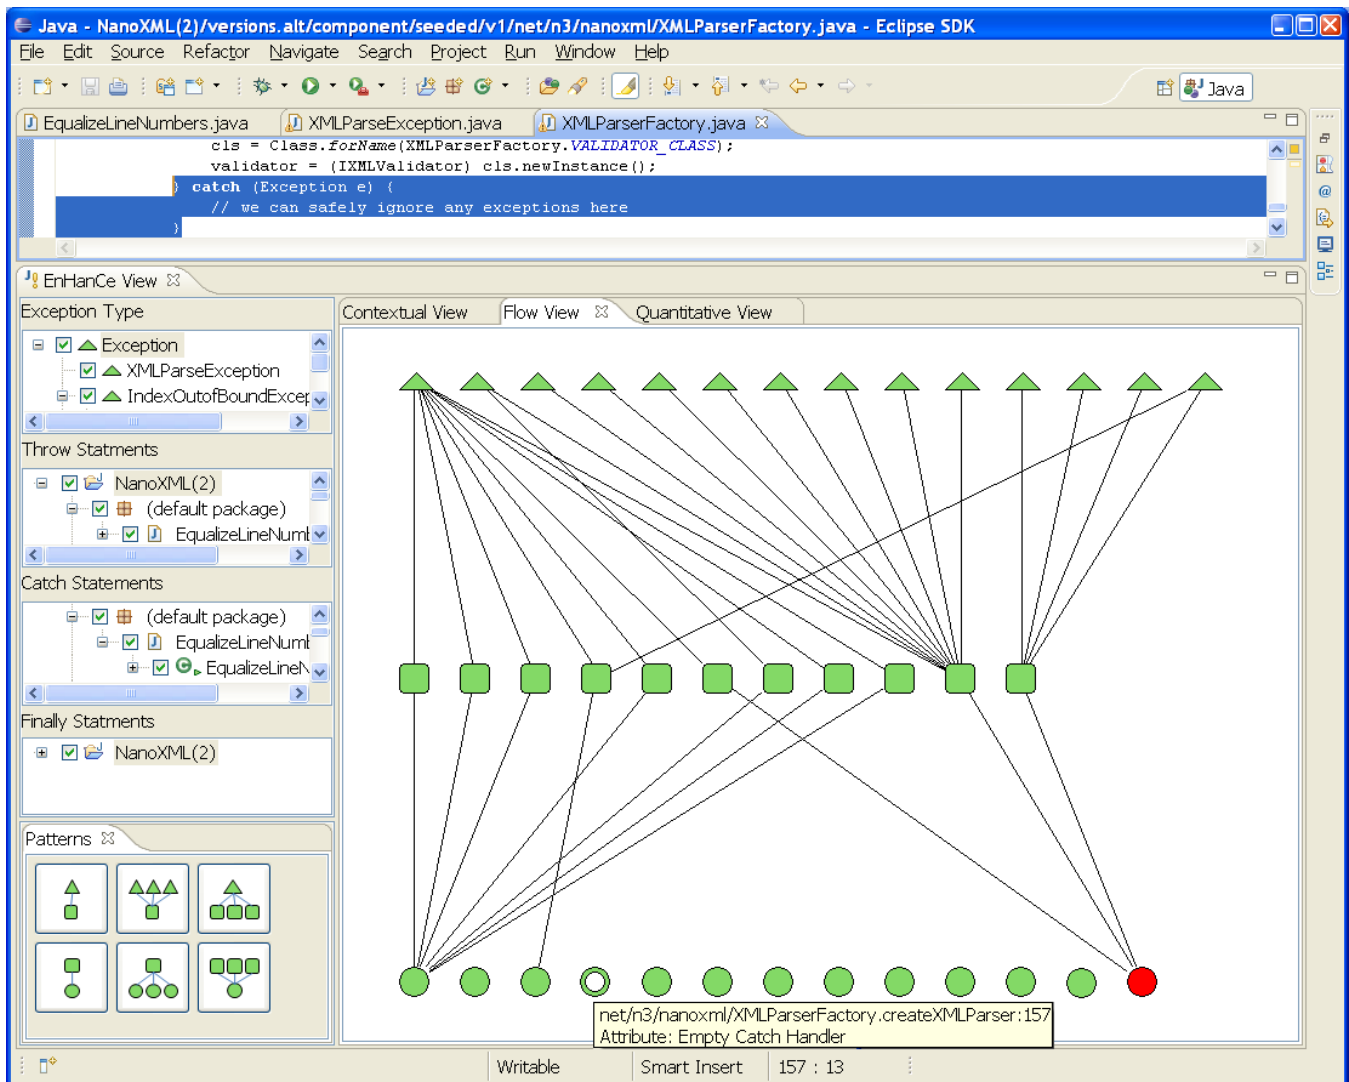 Java - NanoXML(2)/versions.alt/component/seeded/v1/net/n3/nanoxml/XMLParserFactory.java - Eclipse SDK
File Edit Source Refactor Navigate Search Project Run Window Help
Java
EqualizeLineNumbers.java XMLParseException.java XMLParserFactory.java
cls = Class.forName(XMLParserFactory.VALIDATOR_CLASS);
validator = (IXMLValidator) cls.newInstance();
} catch (Exception e) {
// we can safely ignore any exceptions here
}
EnHanCe View
Exception Type
Exception
XMLParseException
IndexOutofBoundExcep
Throw Statments
NanoXML(2)
(default package)
EqualizeLineNumb
Catch Statements
(default package)
EqualizeLineNumb
EqualizeLineN
Finally Statments
NanoXML(2)
Patterns
Contextual View Flow View Quantitative View
net/n3/nanoxml/XMLParserFactory.createXMLParser:157
Attribute: Empty Catch Handler
Writable Smart Insert 157 : 13